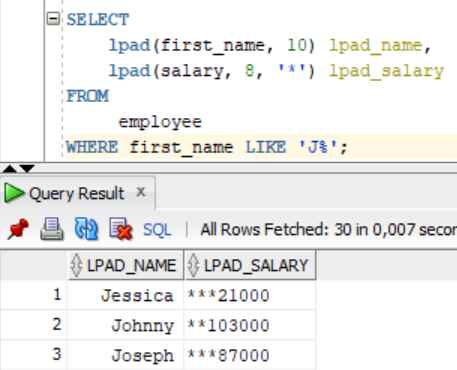 SELECT
lpad(first_name, 10) lpad_name,
lpad(salary, 8, '*') lpad_salary
FROM
employee
WHERE first_name LIKE 'J%';
Query Result x
SQL | All Rows Fetched: 30 in 0,007
LPAD_NAME LPAD_SALARY
1 Jessica ***21000
2 Johnny **103000
3 Joseph ***87000